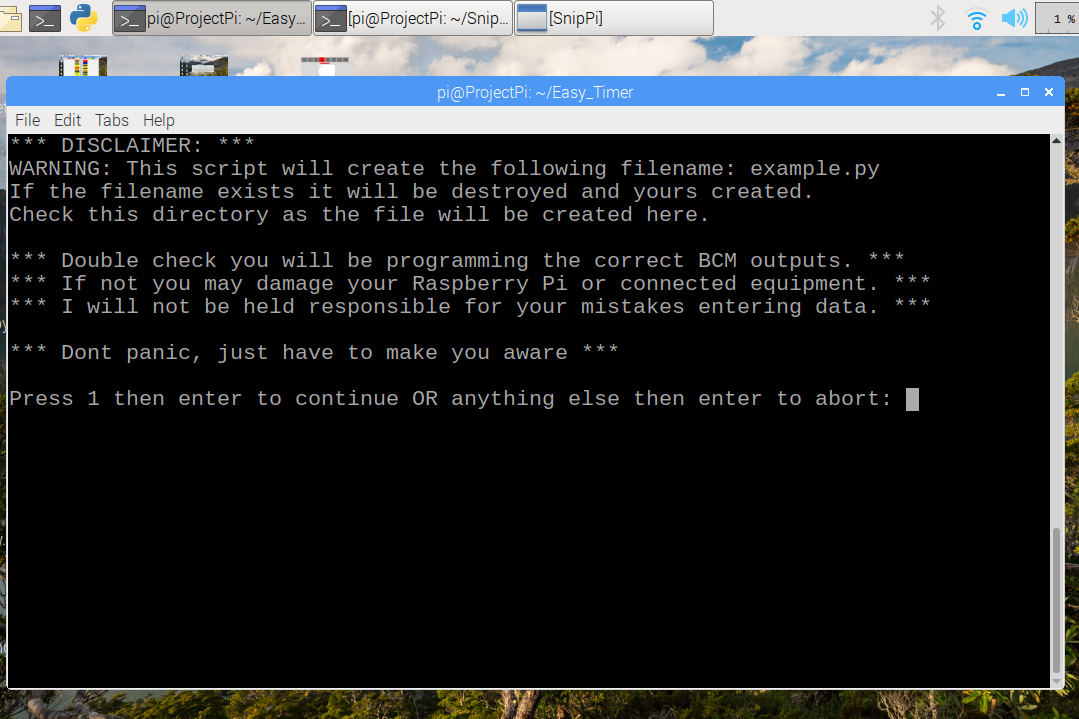 pi@ProjectPi: ~/Easy...
[pi@ProjectPi: ~/Snip...
[SnipPi]
1 %
pi@ProjectPi: ~/Easy_Timer
File Edit Tabs Help
*** DISCLAIMER: ***
WARNING: This script will create the following filename: example.py
If the filename exists it will be destroyed and yours created.
Check this directory as the file will be created here.
*** Double check you will be programming the correct BCM outputs. ***
*** If not you may damage your Raspberry Pi or connected equipment. ***
*** I will not be held responsible for your mistakes entering data. ***
*** Dont panic, just have to make you aware ***
Press 1 then enter to continue OR anything else then enter to abort: